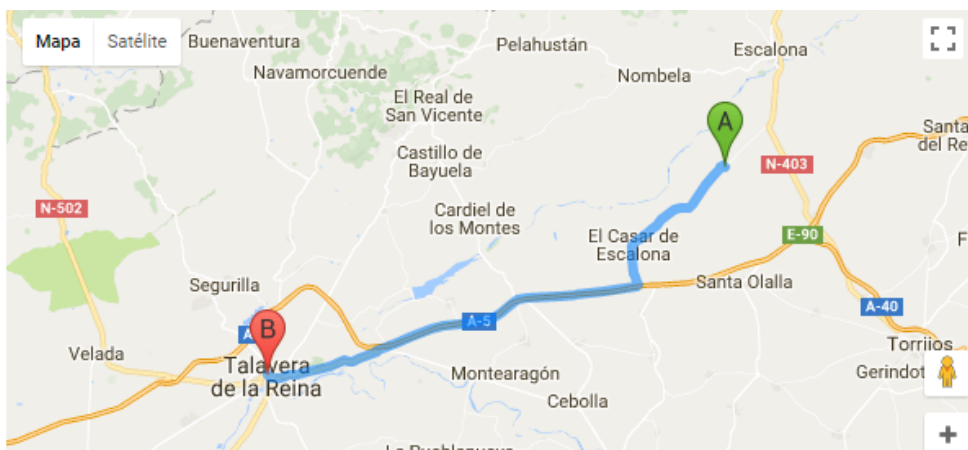 Mapa
Satélite
Buenaventura
Pelahustán
Escalona
Navamorcuende
Nombela
El Real de
San Vicente
A
Santa
del Re
Castillo de
Bayuela
N-403
N-502
Cardiel de
los Montes
El Casar de
Escalona
E-90
F
Segurilla
Santa Olalla
A-40
A-5
B
Velada
Talavera
de la Reina
Torrijos
Montearagón
Gerindot
Cebolla
+